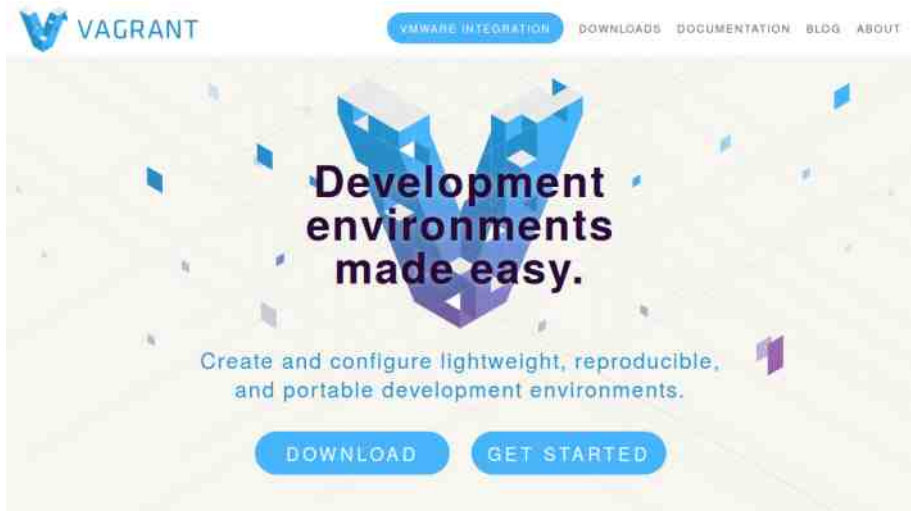 VAGRANT
VMWARE INTEGRATION DOWNLOADS DOCUMENTATION BLOG ABOUT
Development
environments
made easy.
Create and configure lightweight, reproducible,
and portable development environments.
DOWNLOAD GET STARTED